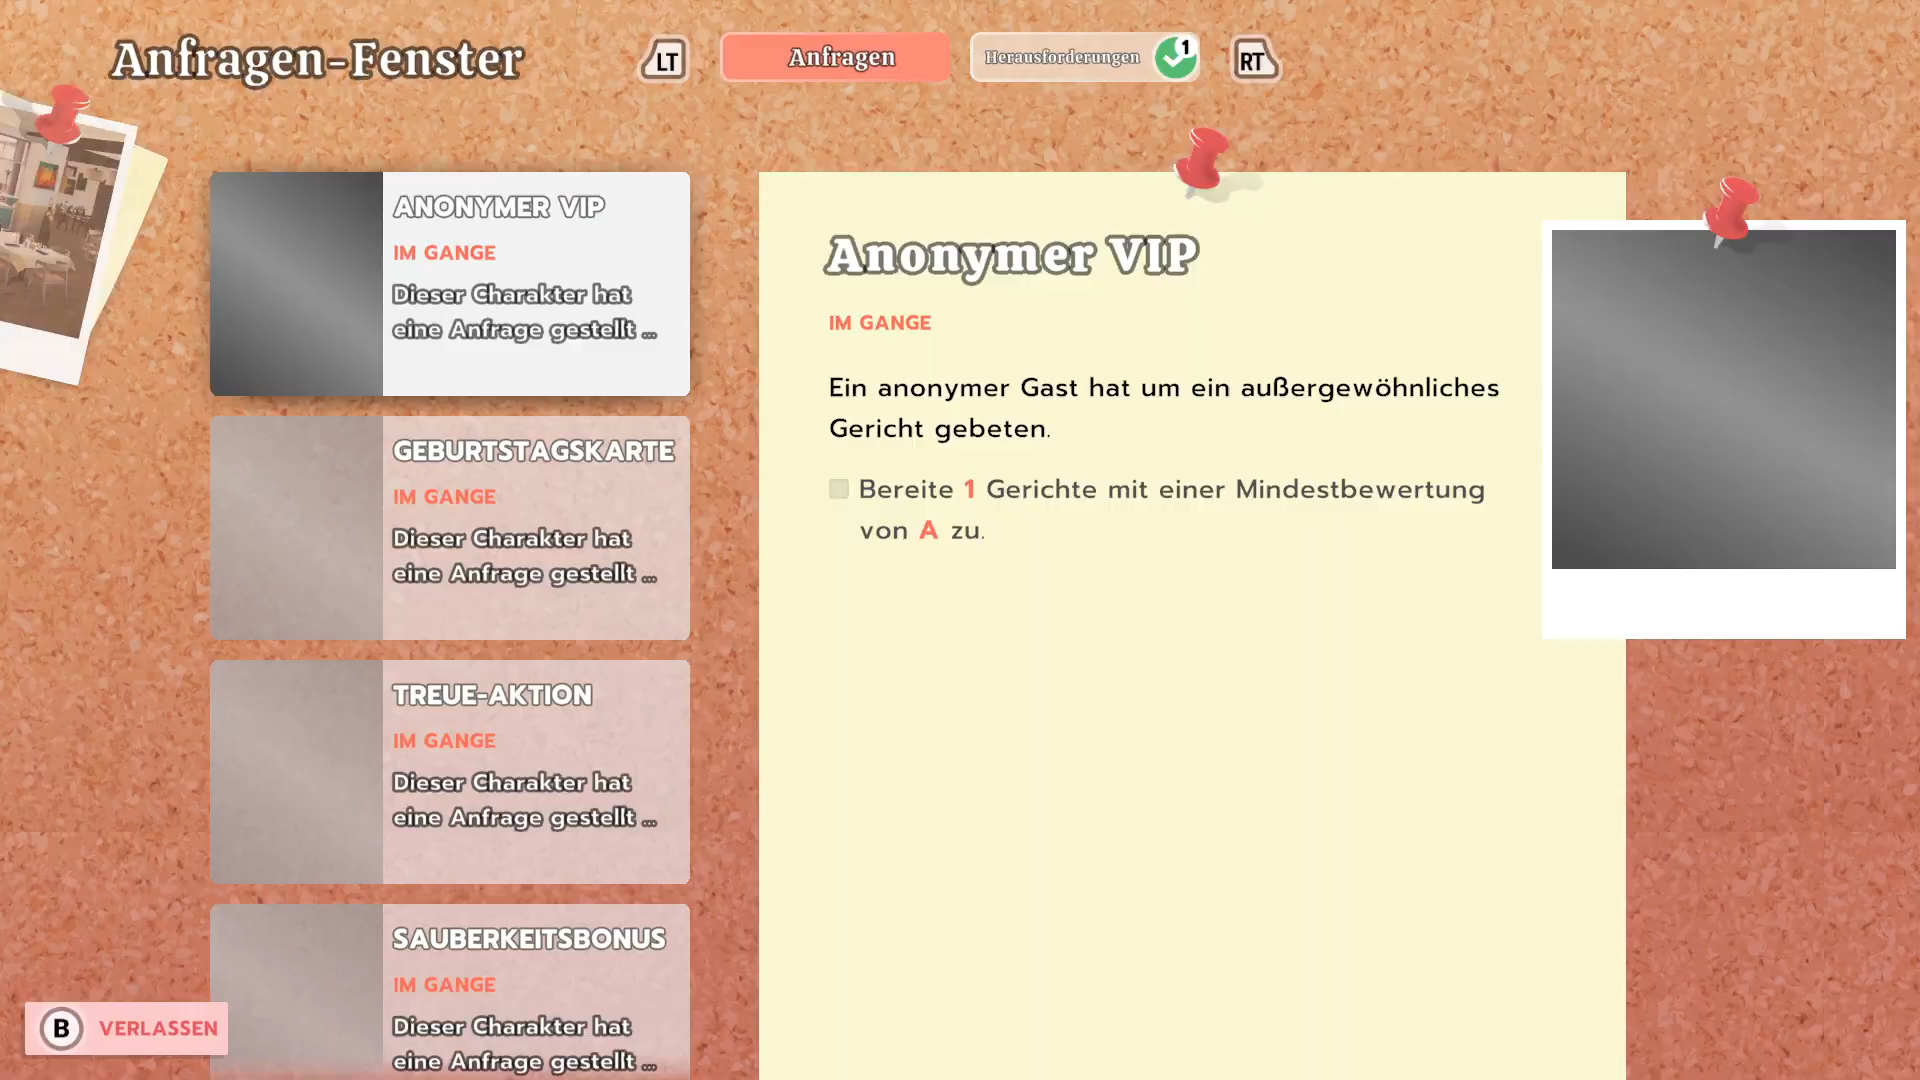 Anfragen-Fenster
LT
Anfragen
Herausforderungen
1
RT
ANONYMER VIP
IM GANGE
Dieser Charakter hat
eine Anfrage gestellt ...
GEBURTSTAGSKARTE
IM GANGE
Dieser Charakter hat
eine Anfrage gestellt ...
TREUE-AKTION
IM GANGE
Dieser Charakter hat
eine Anfrage gestellt ...
SAUBERKEITSBONUS
IM GANGE
Dieser Charakter hat
eine Anfrage gestellt ...
Anonymer VIP
IM GANGE
Ein anonymer Gast hat um ein außergewöhnliches
Gericht gebeten.
Bereite 1 Gerichte mit einer Mindestbewertung
von A zu.
B VERLASSEN